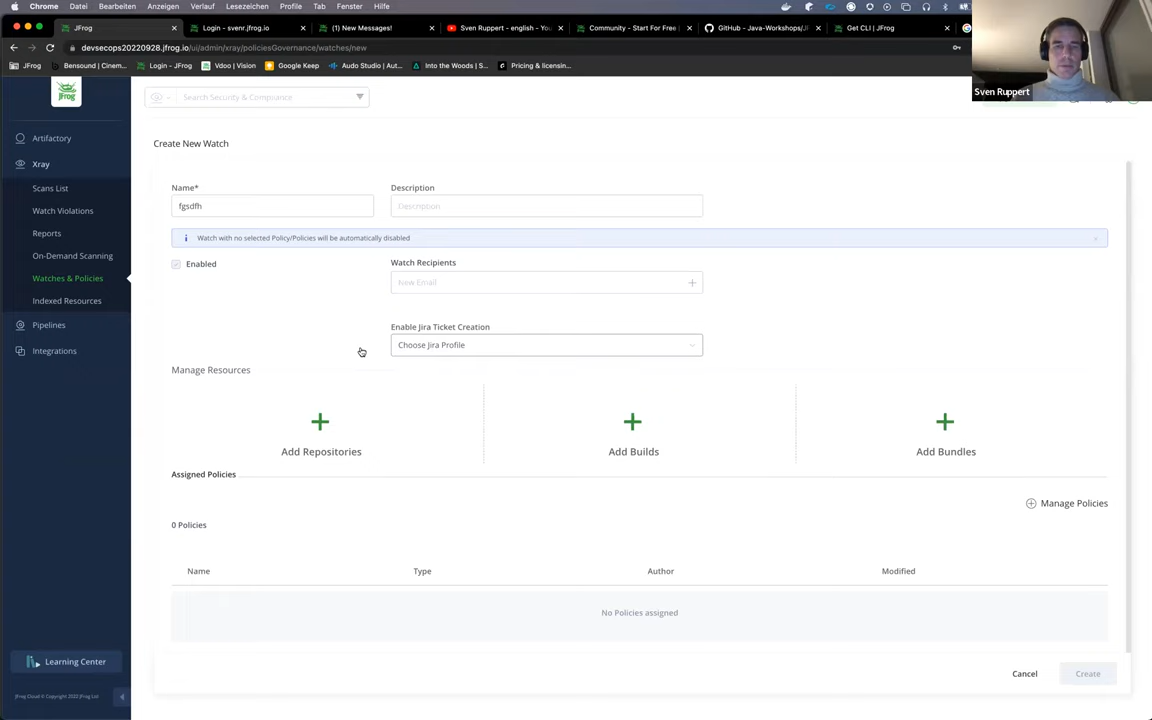 Chrome Datei Bearbeiten Anzeigen Verlauf Lesezeichen Profile Tab Fenster Hilfe
JFrog × Login - svenr.jfrog.io × (1) New Messages! × Sven Ruppert - english - You × Community - Start For Free | × GitHub - Java-Workshops/JF × Get CLI | JFrog ×
devsecops20220928.jfrog.io/ui/admin/xray/policiesGovernance/watches/new
JFrog Bensound | Cinem... Login - JFrog Vdoo | Vision Google Keep Audio Studio | Aut... Into the Woods | S... Pricing & licensin...
Sven Ruppert
JFrog
Search Security & Compliance
Artifactory
Xray
Scans List
Watch Violations
Reports
On-Demand Scanning
Watches & Policies
Indexed Resources
Pipelines
Integrations
Learning Center
JFrog Cloud © Copyright 2022 JFrog Ltd
Create New Watch
Name* Description
fgsdfh Description
i Watch with no selected Policy/Policies will be automatically disabled ×
Enabled Watch Recipients
New Email
Enable Jira Ticket Creation
Choose Jira Profile
Manage Resources
Add Repositories Add Builds Add Bundles
Assigned Policies
Manage Policies
0 Policies
Name Type Author Modified
No Policies assigned
Cancel Create